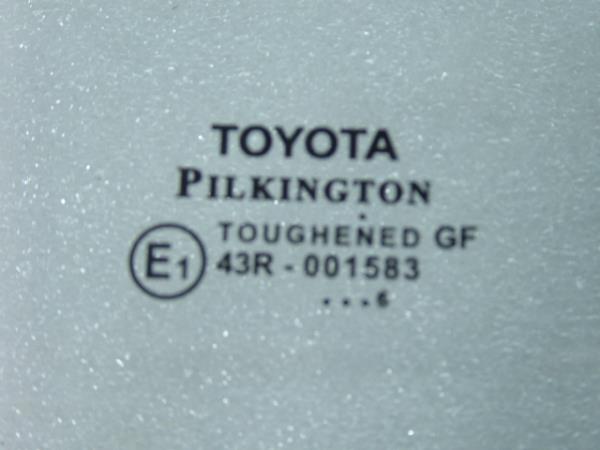 TOYOTA
PILKINGTON
TOUGHENED GF
E1 43R - 001583
...6